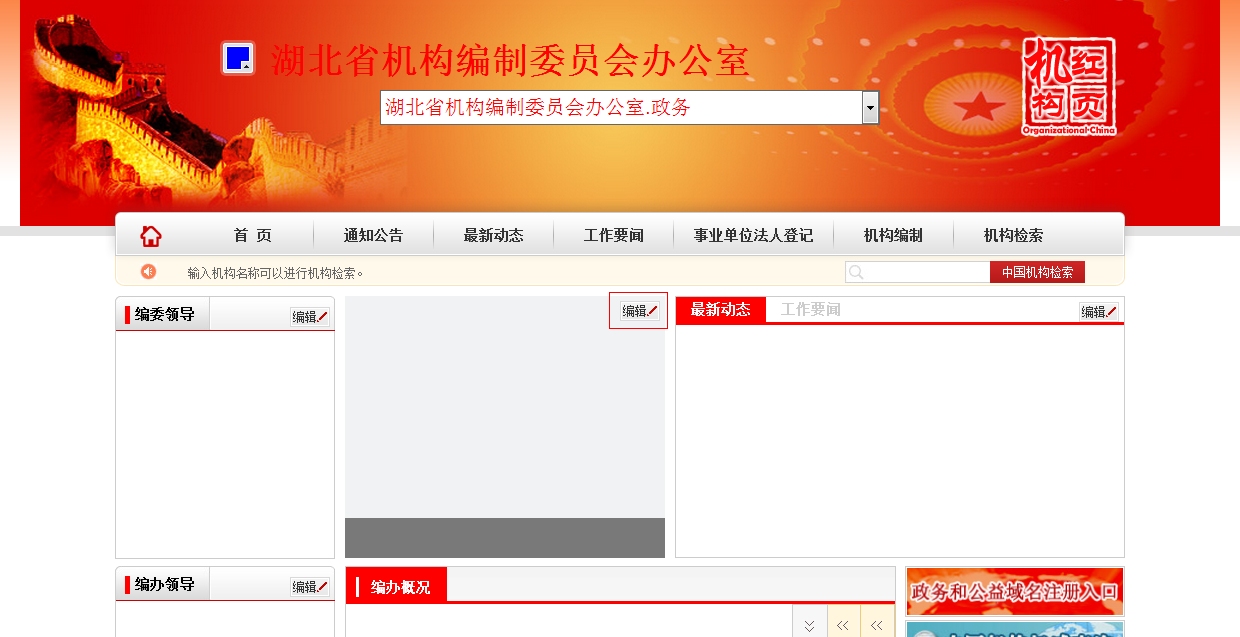 湖北省机构编制委员会办公室
湖北省机构编制委员会办公室.政务
机构
红页
Organizational·China
首 页 通知公告 最新动态 工作要闻 事业单位法人登记 机构编制 机构检索
输入机构名称可以进行机构检索。 中国机构检索
编委领导 编辑
编辑
最新动态 工作要闻 编辑
编办领导 编辑
编办概况
政务和公益域名注册入口